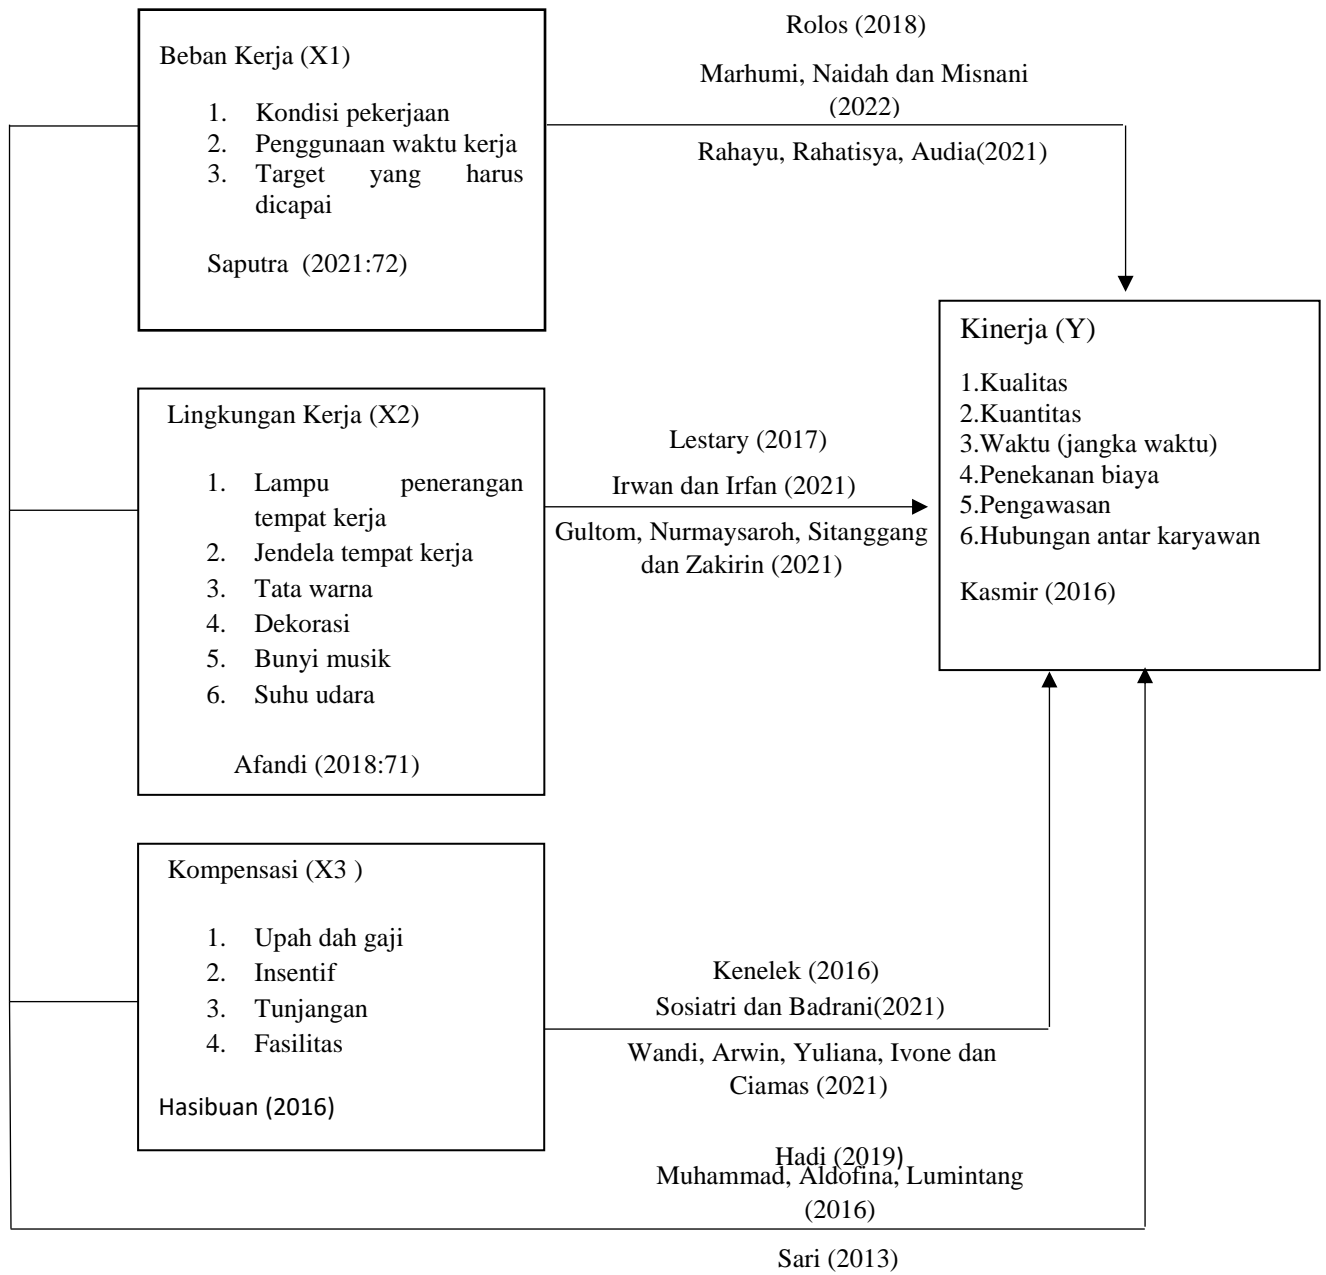 Beban Kerja (X1)
1. Kondisi pekerjaan
2. Penggunaan waktu kerja
3. Target yang harus
dicapai
Saputra (2021:72)
Rolos (2018)
Marhumi, Naidah dan Misnani
(2022)
Rahayu, Rahatisya, Audia(2021)
Lingkungan Kerja (X2)
1. Lampu penerangan
tempat kerja
2. Jendela tempat kerja
3. Tata warna
4. Dekorasi
5. Bunyi musik
6. Suhu udara
Afandi (2018:71)
Lestary (2017)
Irwan dan Irfan (2021)
Gultom, Nurmaysaroh, Sitanggang
dan Zakirin (2021)
Kinerja (Y)
1.Kualitas
2.Kuantitas
3.Waktu (jangka waktu)
4.Penekanan biaya
5.Pengawasan
6.Hubungan antar karyawan
Kasmir (2016)
Kompensasi (X3 )
1. Upah dah gaji
2. Insentif
3. Tunjangan
4. Fasilitas
Hasibuan (2016)
Kenelek (2016)
Sosiatri dan Badrani(2021)
Wandi, Arwin, Yuliana, Ivone dan
Ciamas (2021)
Hadi (2019)
Muhammad, Aldofina, Lumintang
(2016)
Sari (2013)